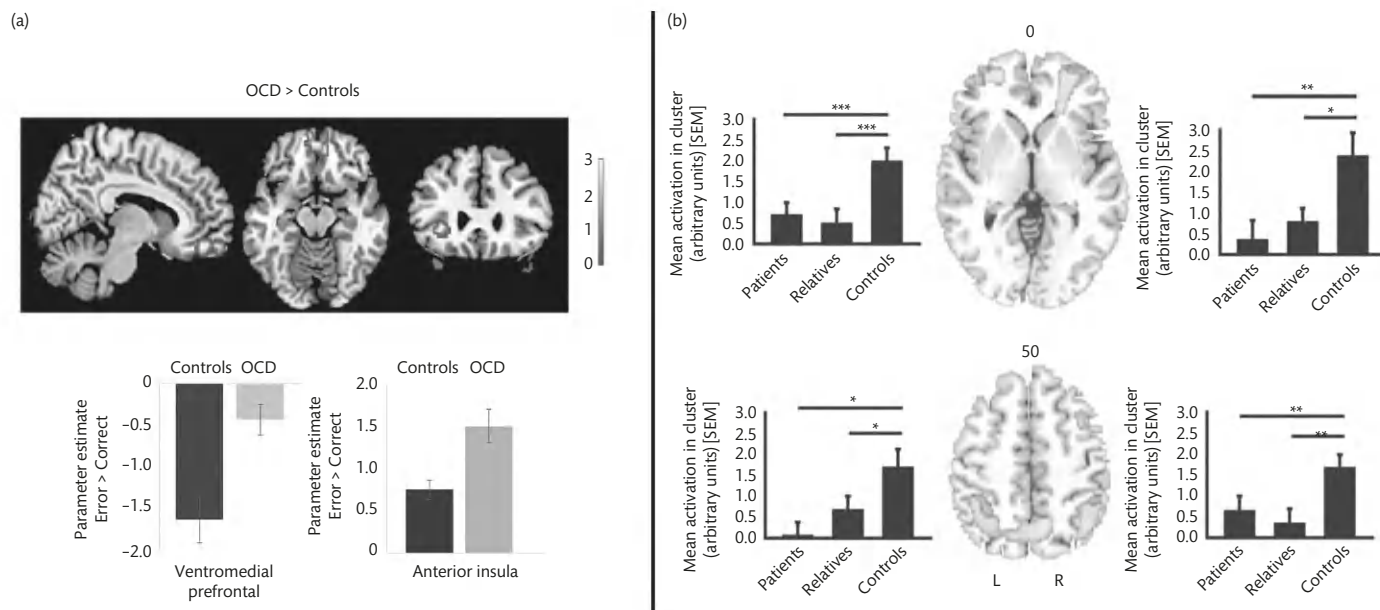 (a)
OCD > Controls
3
2
1
0
Controls OCD
0
−0.5
−1.0
−1.5
−2.0
Parameter estimate
Error > Correct
Ventromedial
prefrontal
Controls OCD
2.0
1.5
1.0
0.5
0
Parameter estimate
Error > Correct
Anterior insula
(b)
0
Mean activation in cluster
(arbitrary units) [SEM]
3.0
2.5
2.0
1.5
1.0
0.5
0.0
***
***
Patients
Relatives
Controls
Mean activation in cluster
(arbitrary units) [SEM]
3.0
2.5
2.0
1.5
1.0
0.5
0.0
**
*
Patients
Relatives
Controls
50
Mean activation in cluster
(arbitrary units) [SEM]
3.0
2.5
2.0
1.5
1.0
0.5
0.0
*
*
Patients
Relatives
Controls
L R
Mean activation in cluster
(arbitrary units) [SEM]
3.0
2.5
2.0
1.5
1.0
0.5
0.0
**
**
Patients
Relatives
Controls